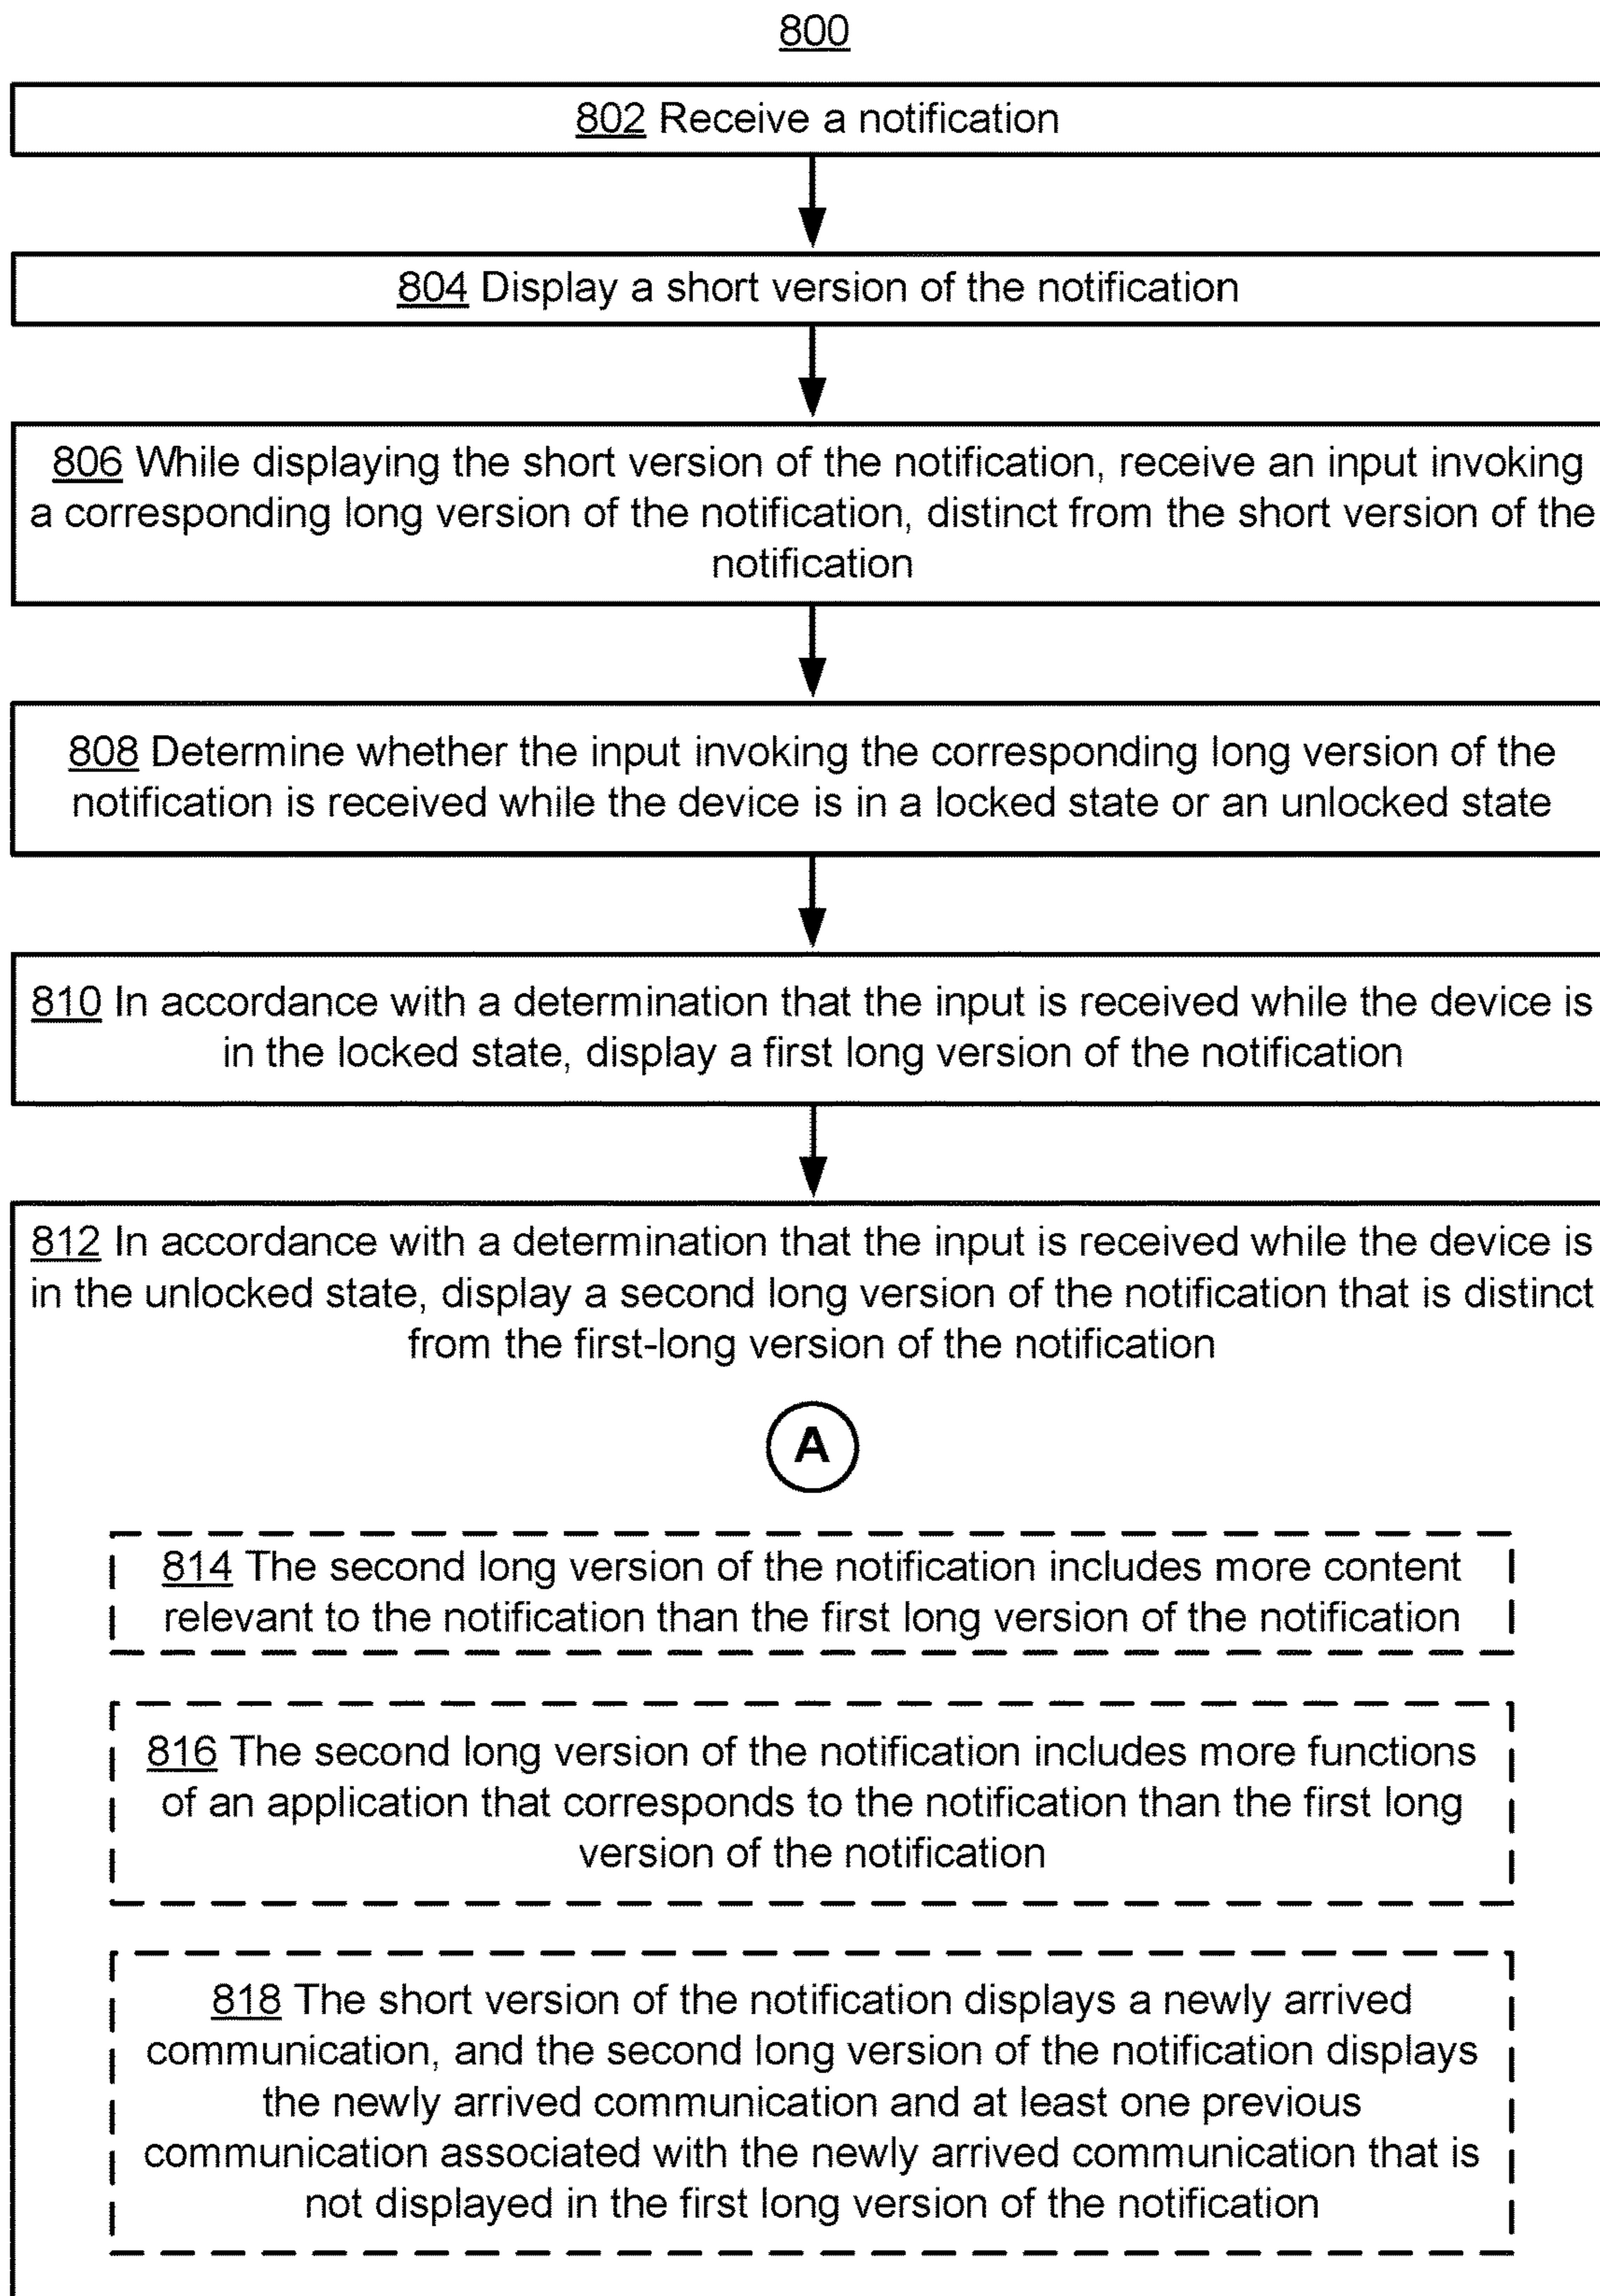 800
802 Receive a notification
804 Display a short version of the notification
806 While displaying the short version of the notification, receive an input invoking
a corresponding long version of the notification, distinct from the short version of the
notification
808 Determine whether the input invoking the corresponding long version of the
notification is received while the device is in a locked state or an unlocked state
810 In accordance with a determination that the input is received while the device is
in the locked state, display a first long version of the notification
812 In accordance with a determination that the input is received while the device is
in the unlocked state, display a second long version of the notification that is distinct
from the first-long version of the notification
A
814 The second long version of the notification includes more content
relevant to the notification than the first long version of the notification
816 The second long version of the notification includes more functions
of an application that corresponds to the notification than the first long
version of the notification
818 The short version of the notification displays a newly arrived
communication, and the second long version of the notification displays
the newly arrived communication and at least one previous
communication associated with the newly arrived communication that is
not displayed in the first long version of the notification